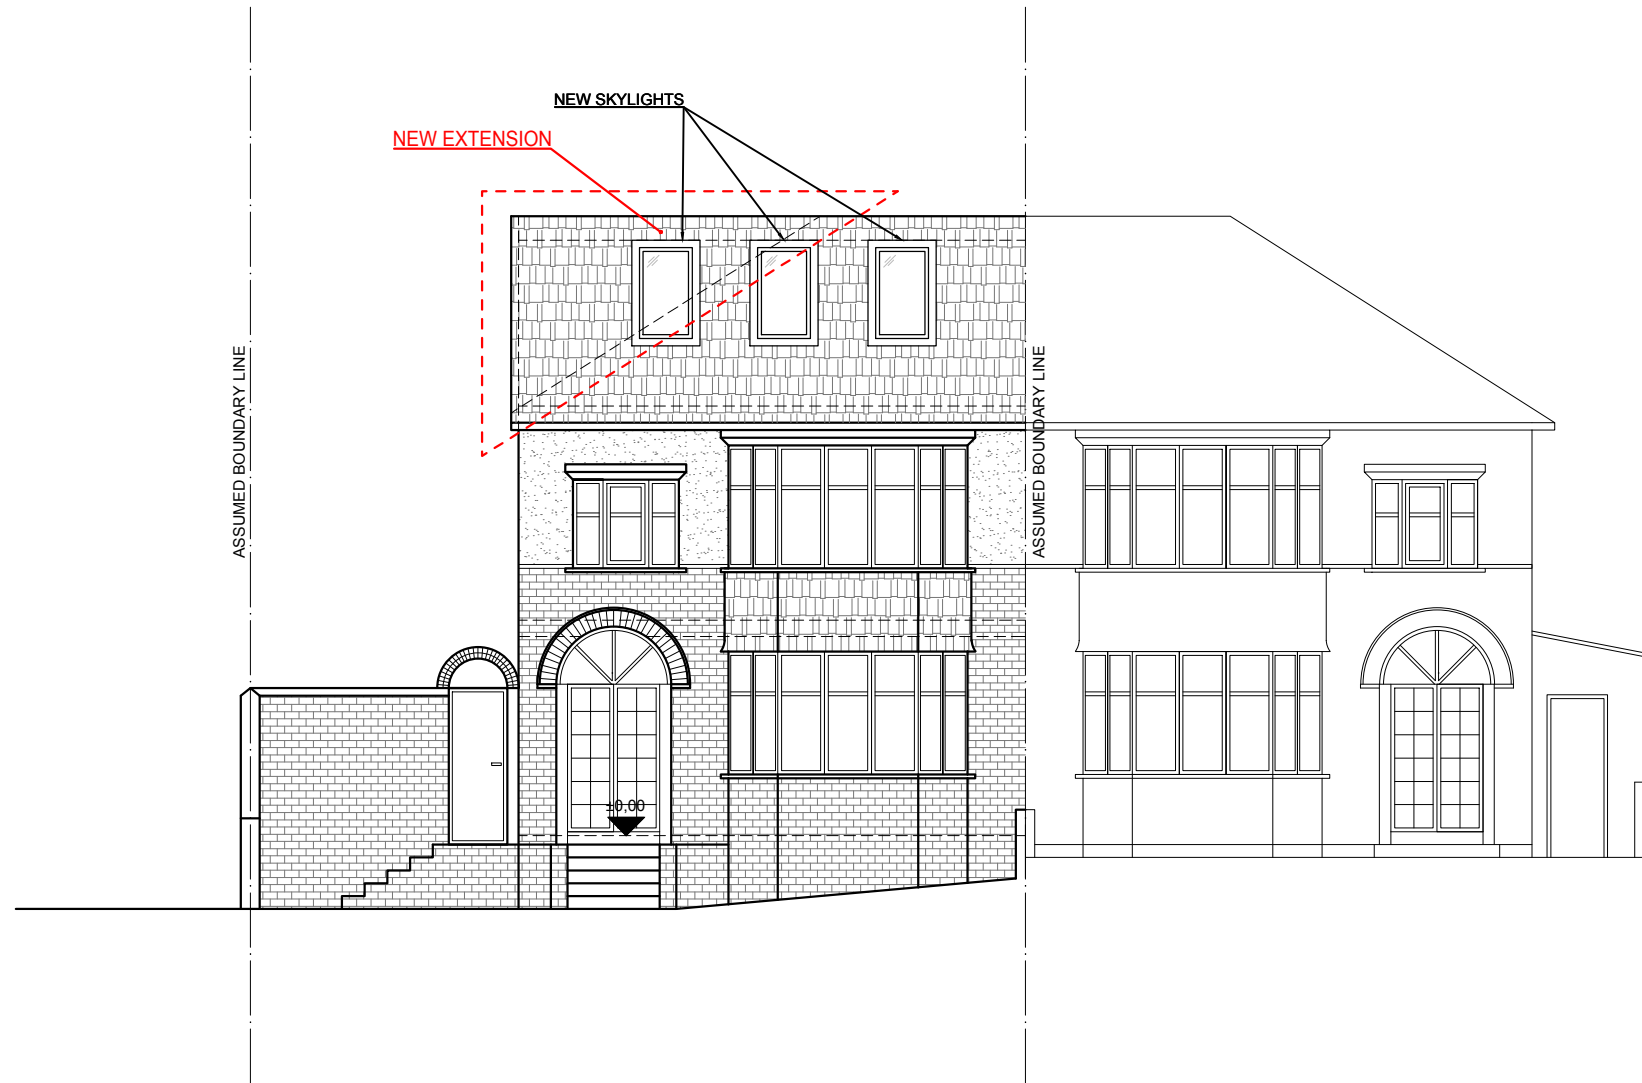 NEW SKYLIGHTS
NEW EXTENSION
ASSUMED BOUNDARY LINE
ASSUMED BOUNDARY LINE
±0,00